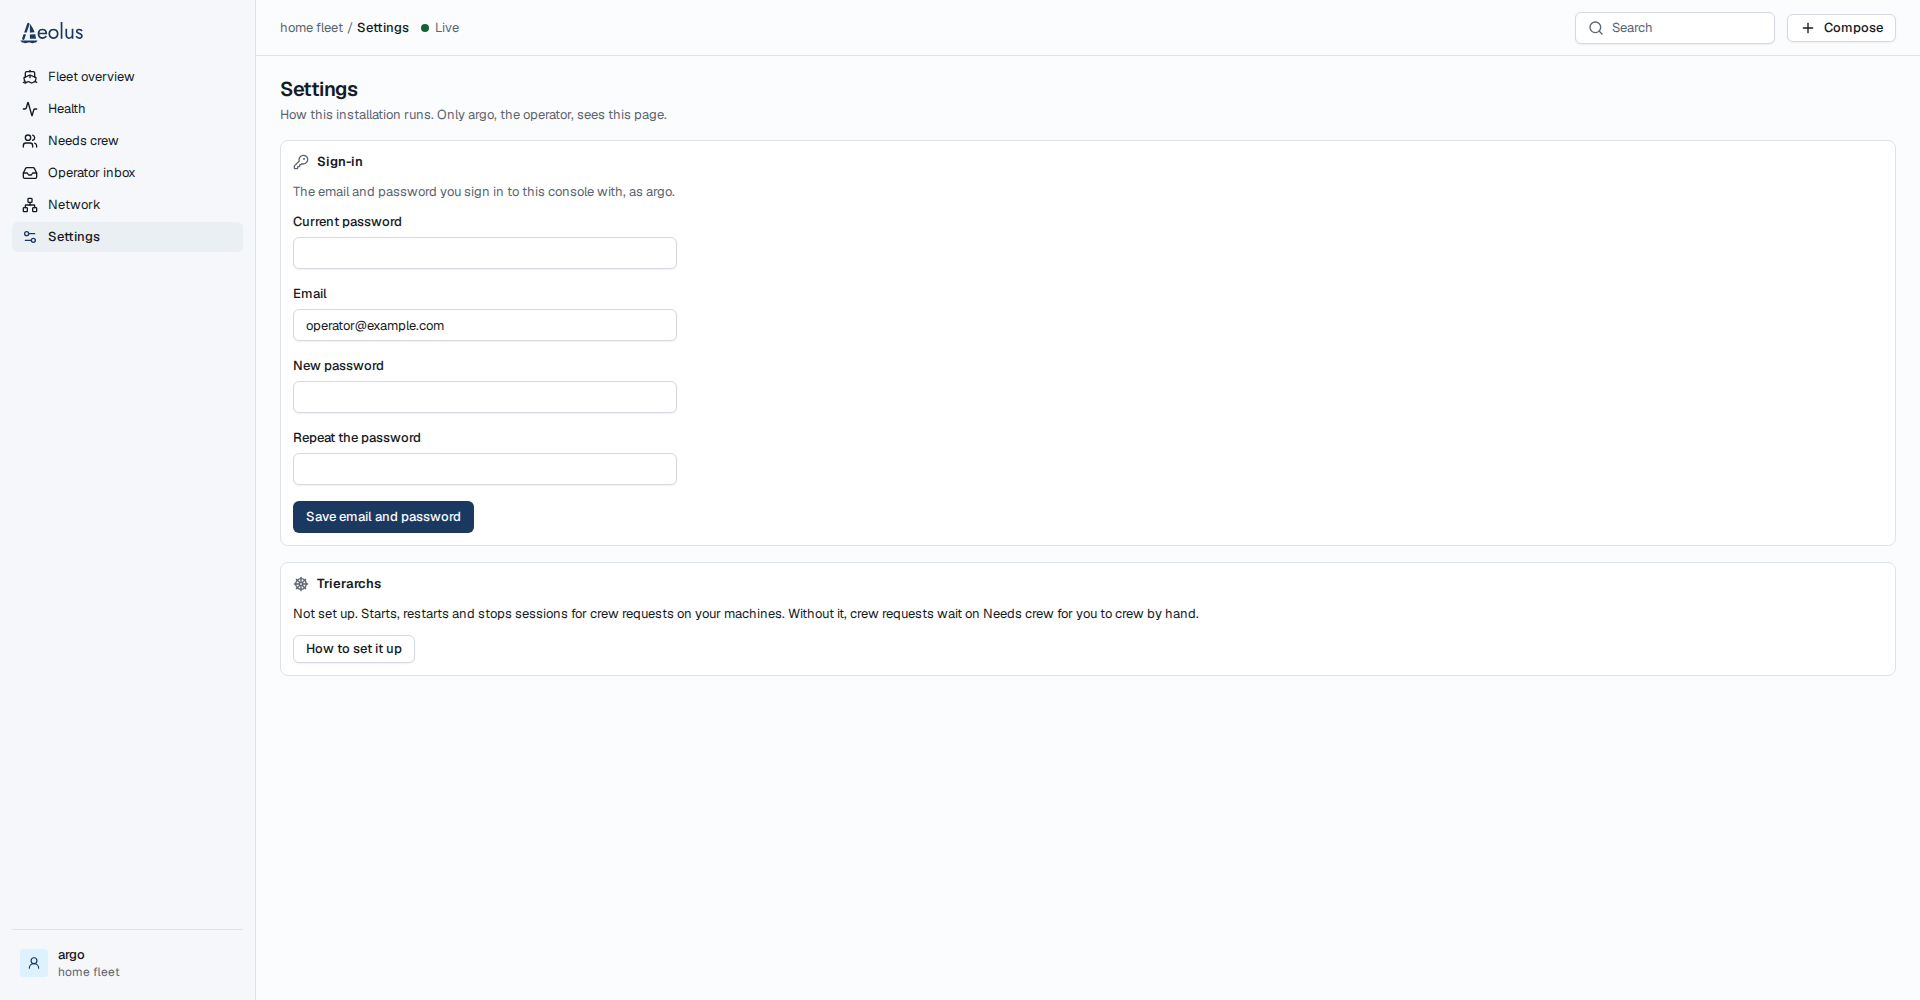 Aeolus
Fleet overview
Health
Needs crew
Operator inbox
Network
Settings
argo
home fleet
home fleet / Settings Live
Search
Compose
Settings
How this installation runs. Only argo, the operator, sees this page.
Sign-in
The email and password you sign in to this console with, as argo.
Current password
Email
operator@example.com
New password
Repeat the password
Save email and password
Trierarchs
Not set up. Starts, restarts and stops sessions for crew requests on your machines. Without it, crew requests wait on Needs crew for you to crew by hand.
How to set it up